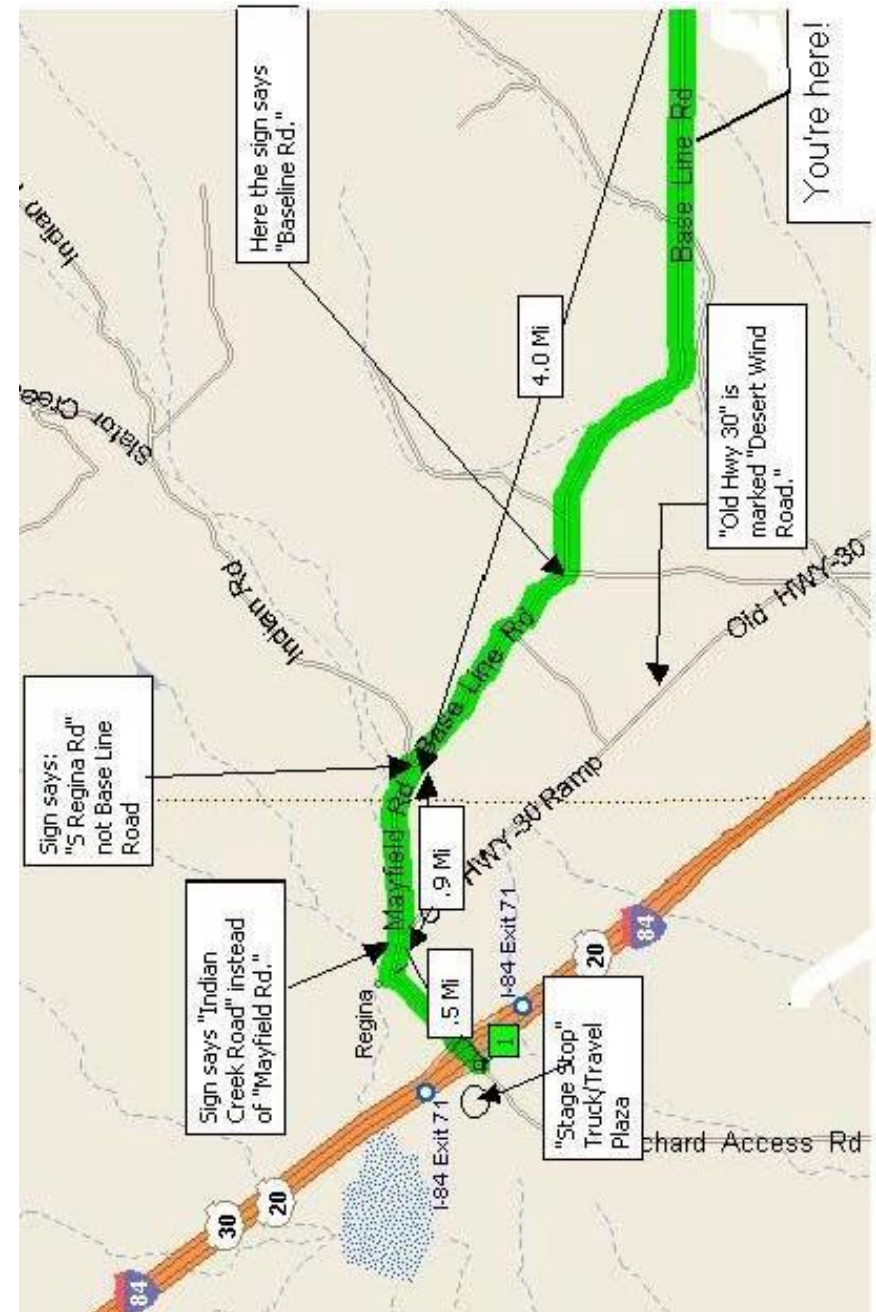 84
30
20
I-84 Exit 71
Regina
Sign says "Indian
Creek Road" instead
of "Mayfield Rd."
Sign says:
"S Regina Rd"
not Base Line
Road
Indian Rd
Slator Creek
Indian
Here the sign says
"Baseline Rd."
"Stage Stop"
Truck/Travel
Plaza
chard Access Rd
1
.5 Mi
I-84 Exit 71
20
84
Mayfield Rd
.9 Mi
HWY-30 Ramp
Base Line Rd
4.0 Mi
Old HWY-30
"Old Hwy 30" is
marked "Desert Wind
Road."
Base Line Rd
You're here!